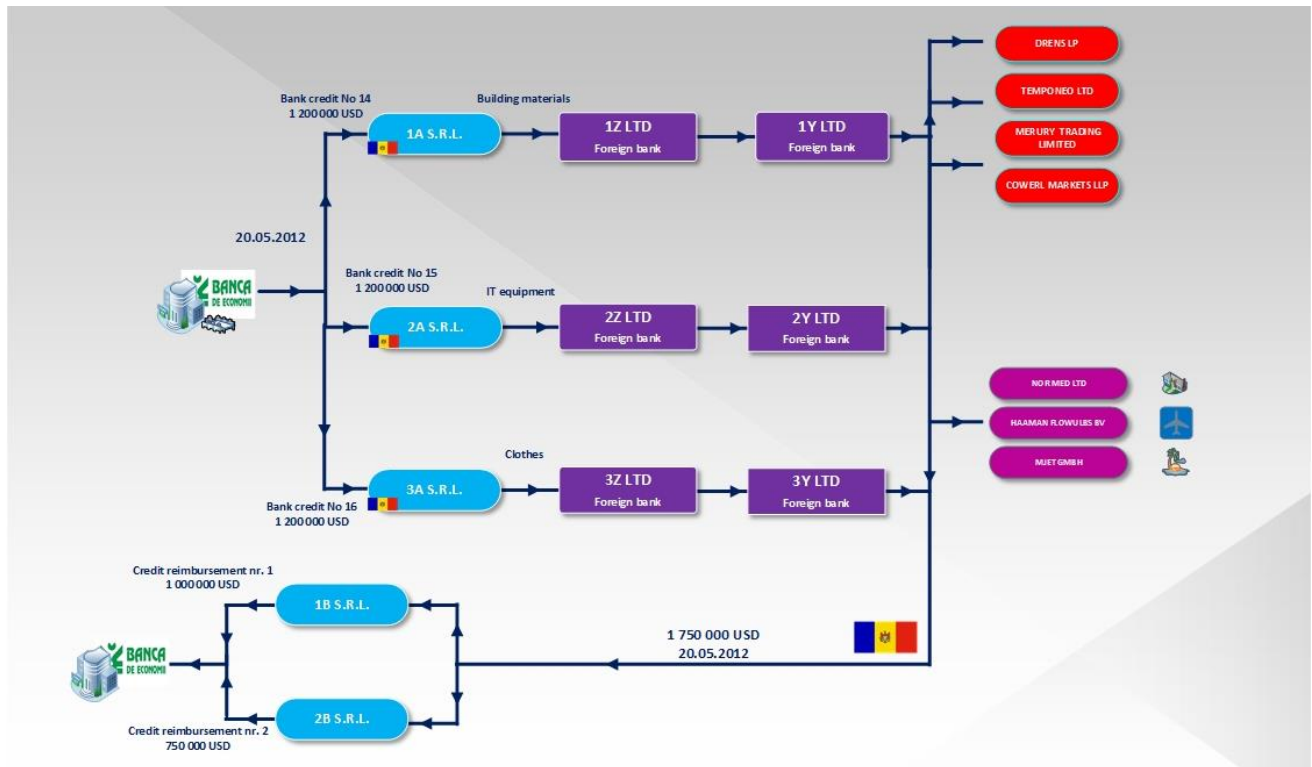 DRENS LP
TEMPONEO LTD
MERURY TRADING
LIMITED
COWERL MARKETS LLP
Bank credit No 14
1 200 000 USD
Building materials
1A S.R.L.
1Z LTD
Foreign bank
1Y LTD
Foreign bank
20.05.2012
BANCA
DE ECONOMII
Bank credit No 15
1 200 000 USD
IT equipment
2A S.R.L.
2Z LTD
Foreign bank
2Y LTD
Foreign bank
NORMED LTD
HAAMAN FLOWULES BV
MJET GMBH
Clothes
3A S.R.L.
3Z LTD
Foreign bank
3Y LTD
Foreign bank
Bank credit No 16
1 200 000 USD
Credit reimbursement nr. 1
1 000 000 USD
1B S.R.L.
1 750 000 USD
20.05.2012
BANCA
DE ECONOMII
2B S.R.L.
Credit reimbursement nr. 2
750 000 USD